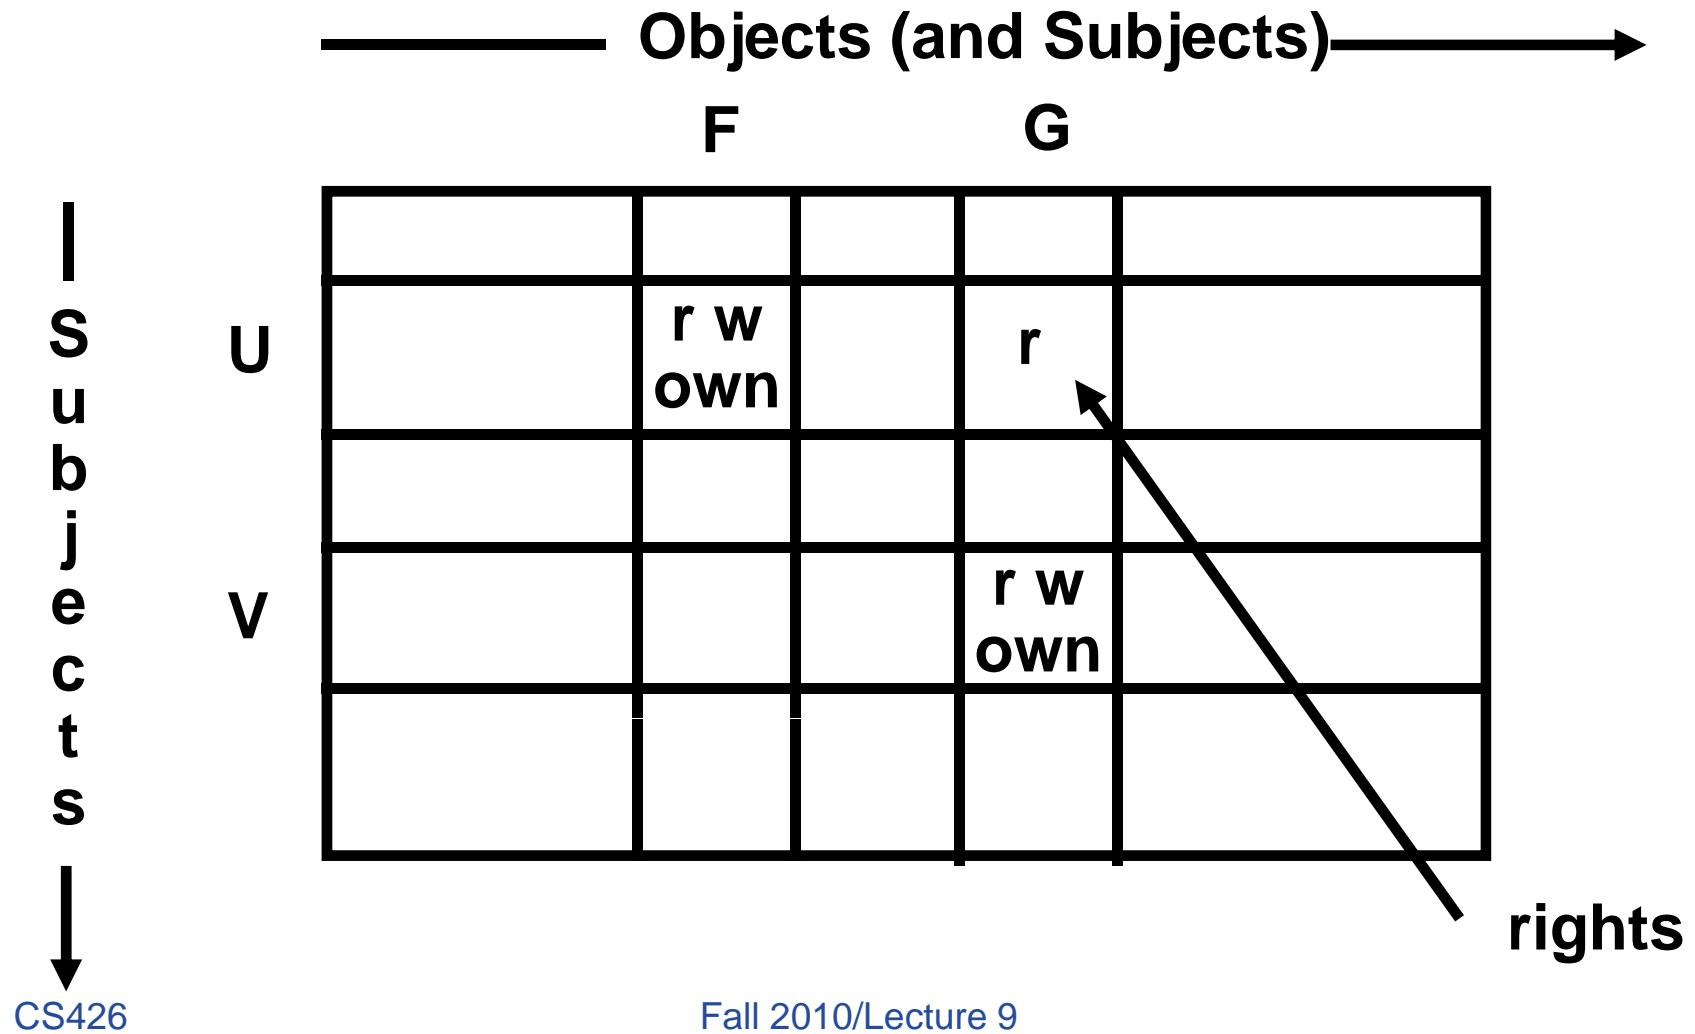 Objects (and Subjects)
F G
Subjects
U
r w
own
r
V
r w
own
rights
CS426
Fall 2010/Lecture 9